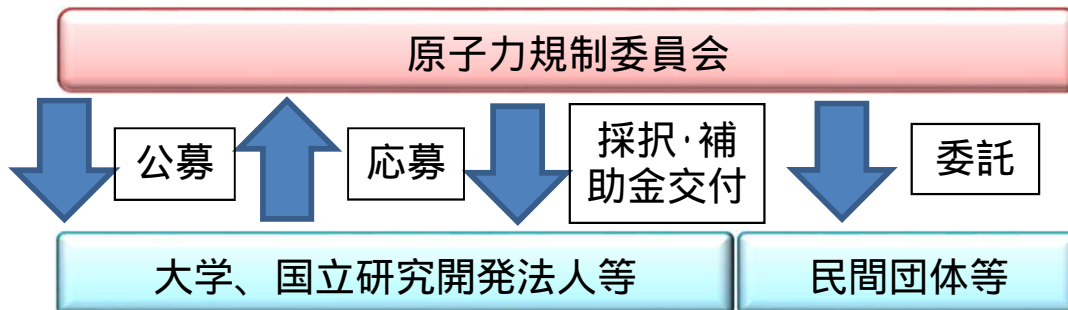 原子力規制委員会
公募
応募
採択・補
助金交付
委託
大学、国立研究開発法人等
民間団体等